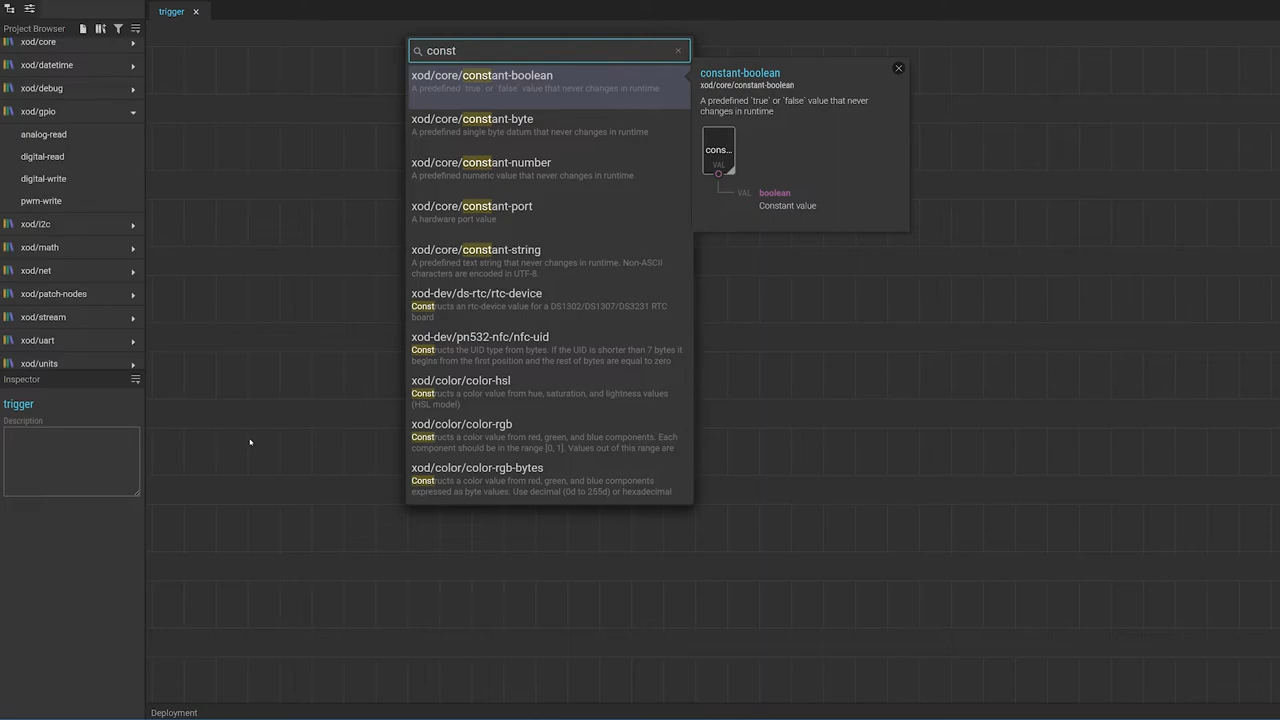 trigger
Project Browser
xod/core
xod/datetime
xod/debug
xod/gpio
analog-read
digital-read
digital-write
pwm-write
xod/i2c
xod/math
xod/net
xod/patch-nodes
xod/stream
xod/uart
xod/units
Inspector
trigger
Description
const
xod/core/constant-boolean
A predefined `true` or `false` value that never changes in runtime
xod/core/constant-byte
A predefined single byte datum that never changes in runtime
xod/core/constant-number
A predefined numeric value that never changes in runtime
xod/core/constant-port
A hardware port value
xod/core/constant-string
A predefined text string that never changes in runtime. Non-ASCII
characters are encoded in UTF-8.
xod-dev/ds-rtc/rtc-device
Constructs an rtc-device value for a DS1302/DS1307/DS3231 RTC
board
xod-dev/pn532-nfc/nfc-uid
Constructs the UID type from bytes. If the UID is shorter than 7 bytes it
begins from the first position and the rest of bytes are equal to zero
xod/color/color-hsl
Constructs a color value from hue, saturation, and lightness values
(HSL model)
xod/color/color-rgb
Constructs a color value from red, green, and blue components. Each
component should be in the range [0, 1]. Values out of this range are
xod/color/color-rgb-bytes
Constructs a color value from red, green, and blue components
expressed as byte values. Use decimal (0d to 255d) or hexadecimal
constant-boolean
xod/core/constant-boolean
A predefined `true` or `false` value that never
changes in runtime
cons...
VAL
VAL boolean
Constant value
Deployment